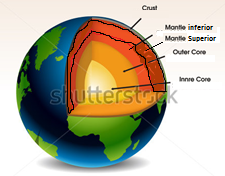 Crust
Mantle inferior
Mantle Superior
Outer Core
Innre Core
shutterstock